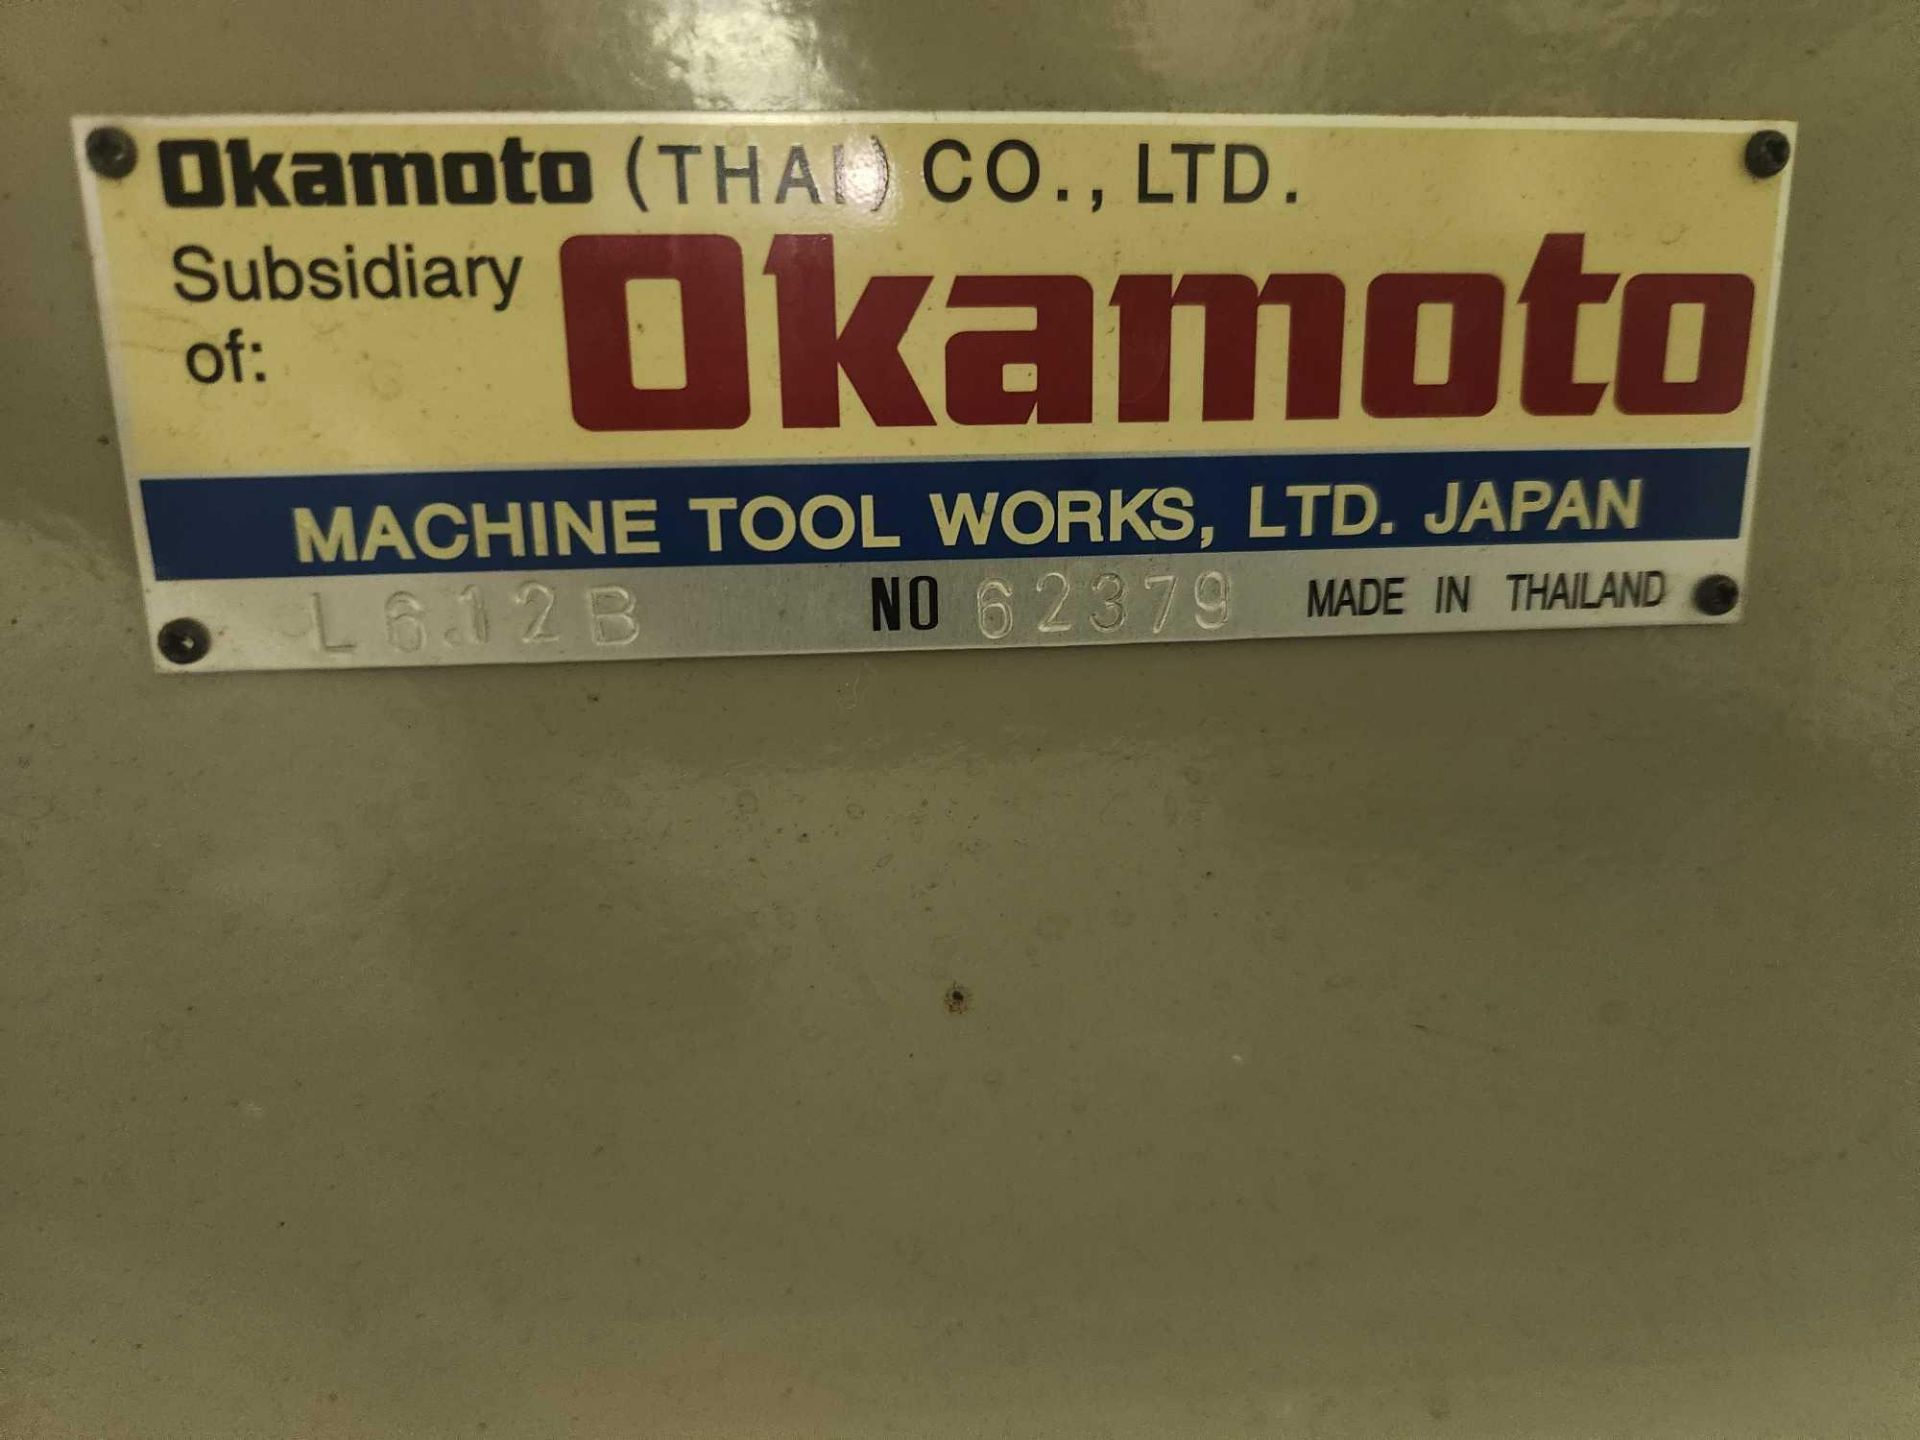 Okamoto (THAI) CO., LTD.
Subsidiary of: Okamoto
MACHINE TOOL WORKS, LTD. JAPAN
L612B NO 62379 MADE IN THAILAND